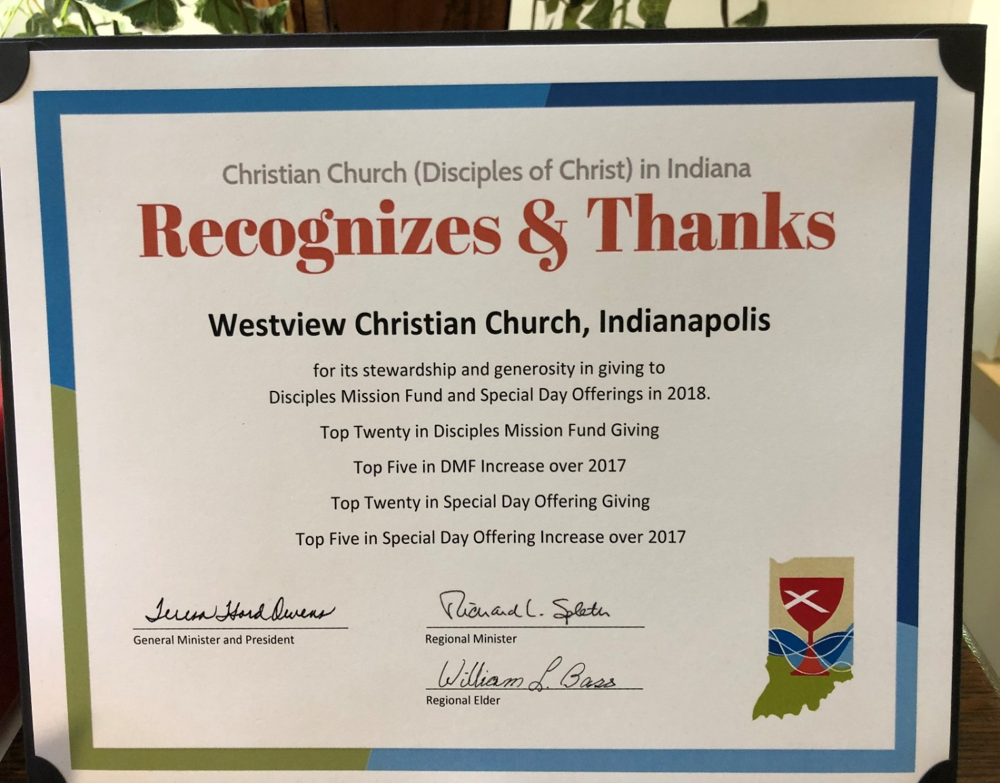 Christian Church (Disciples of Christ) in Indiana
Recognizes & Thanks
Westview Christian Church, Indianapolis
for its stewardship and generosity in giving to
Disciples Mission Fund and Special Day Offerings in 2018.
Top Twenty in Disciples Mission Fund Giving
Top Five in DMF Increase over 2017
Top Twenty in Special Day Offering Giving
Top Five in Special Day Offering Increase over 2017
Teresa Hord Owens
General Minister and President
Richard L. Spleth
Regional Minister
William L. Bass
Regional Elder